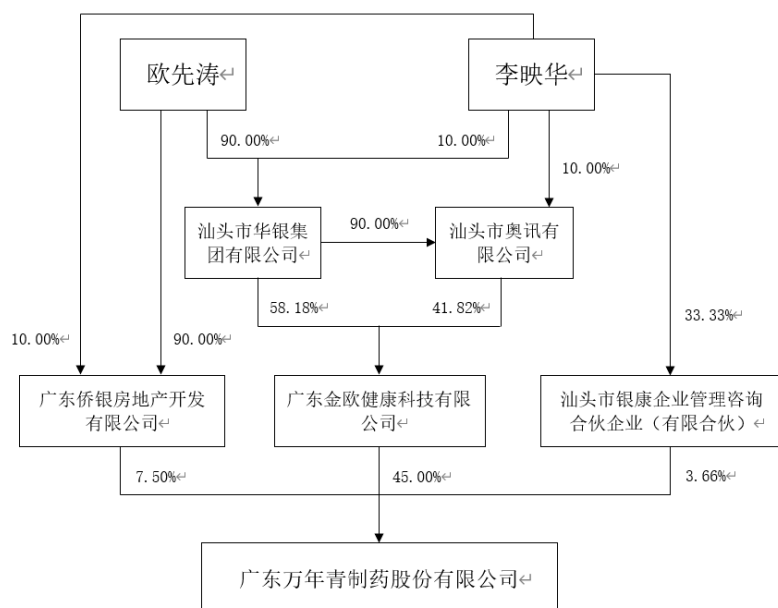 欧先涛
李映华
90.00%
10.00%
10.00%
汕头市华银集
团有限公司
90.00%
汕头市奥讯有
限公司
58.18%
41.82%
33.33%
10.00%
90.00%
广东侨银房地产开发
有限公司
广东金欧健康科技有限
公司
汕头市银康企业管理咨询
合伙企业（有限合伙）
7.50%
45.00%
3.66%
广东万年青制药股份有限公司